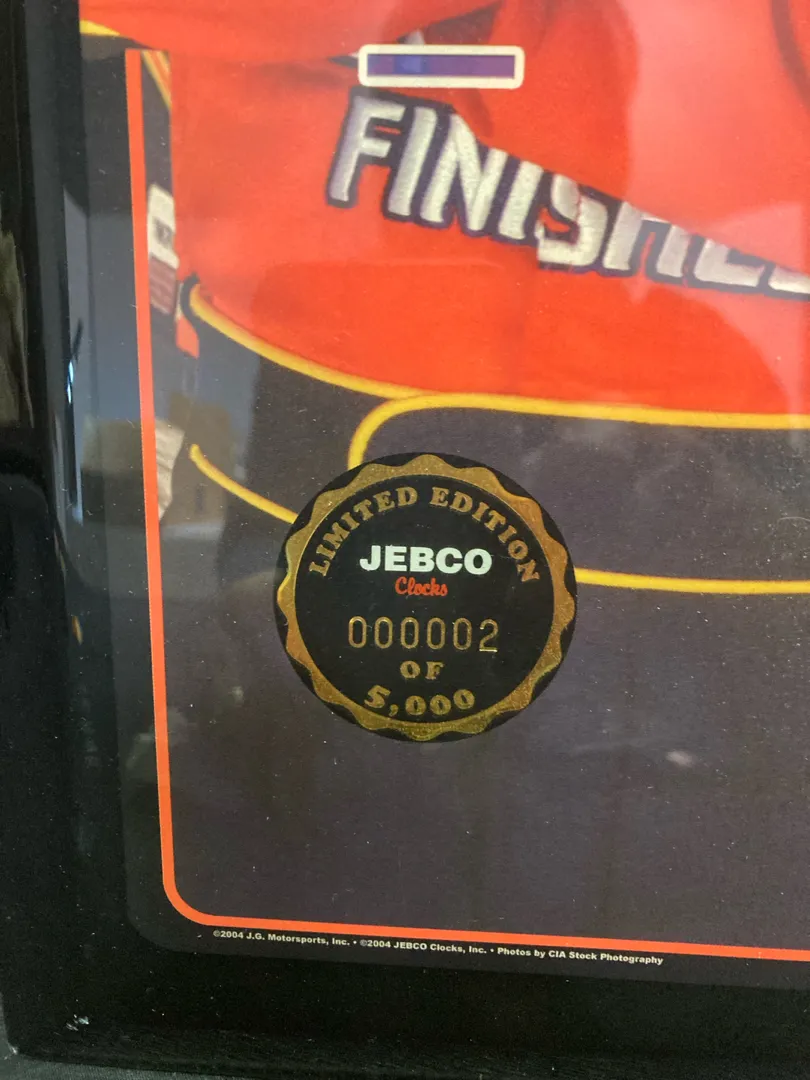 FINISHE
LIMITED EDITION
JEBCO
Clocks
000002
OF
5,000
©2004 J.G. Motorsports, Inc. • ©2004 JEBCO Clocks, Inc. • Photos by CIA Stock Photography